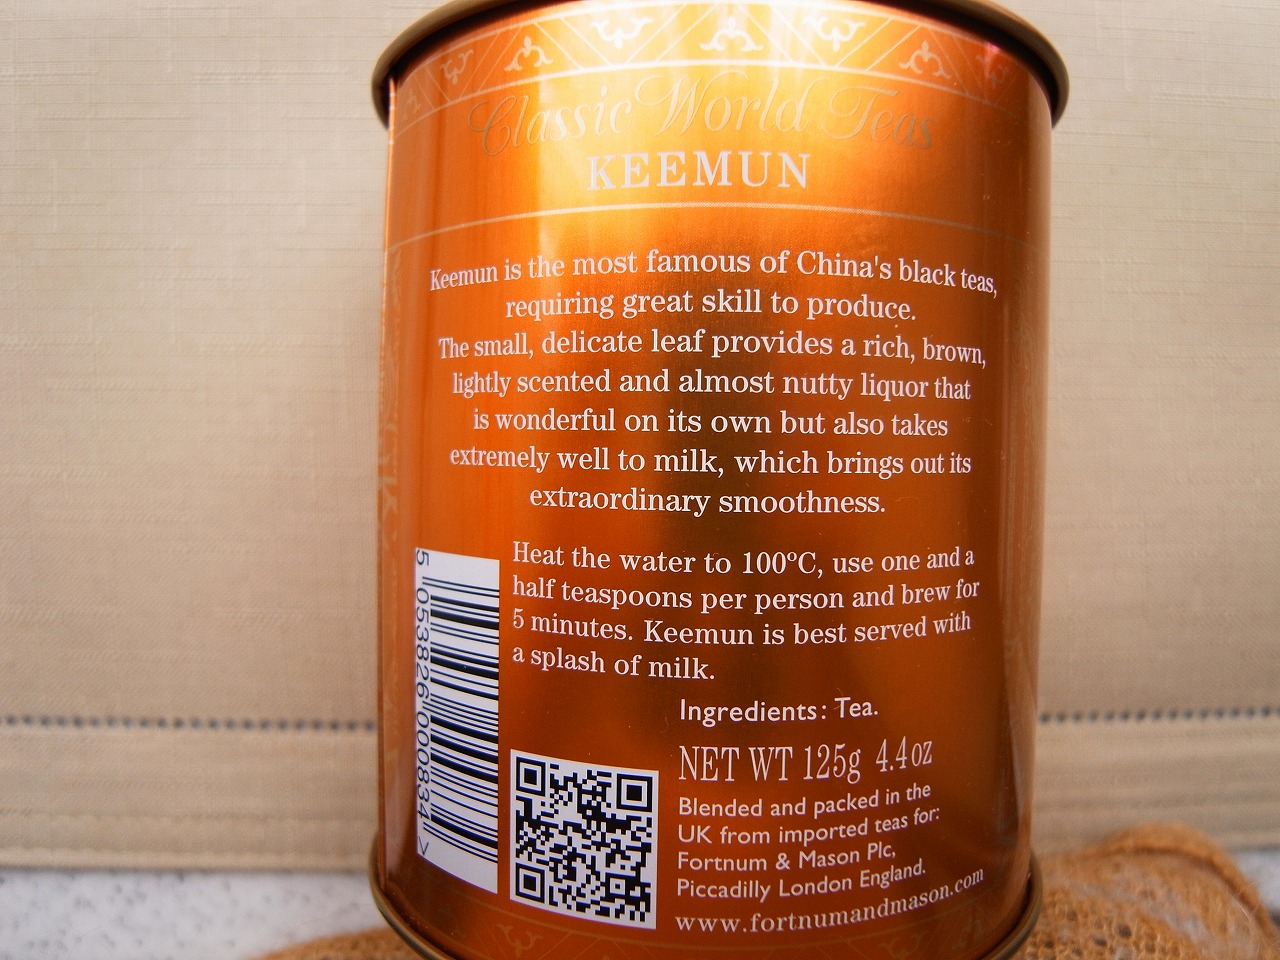 Classic World Teas
KEEMUN
Keemun is the most famous of China's black teas,
requiring great skill to produce.
The small, delicate leaf provides a rich, brown,
lightly scented and almost nutty liquor that
is wonderful on its own but also takes
extremely well to milk, which brings out its
extraordinary smoothness.
Heat the water to 100ºC, use one and a
half teaspoons per person and brew for
5 minutes. Keemun is best served with
a splash of milk.
Ingredients: Tea.
NET WT 125g 4.4oz
Blended and packed in the
UK from imported teas for:
Fortnum & Mason Plc,
Piccadilly London England.
www.fortnumandmason.com
5 053826 000834 >